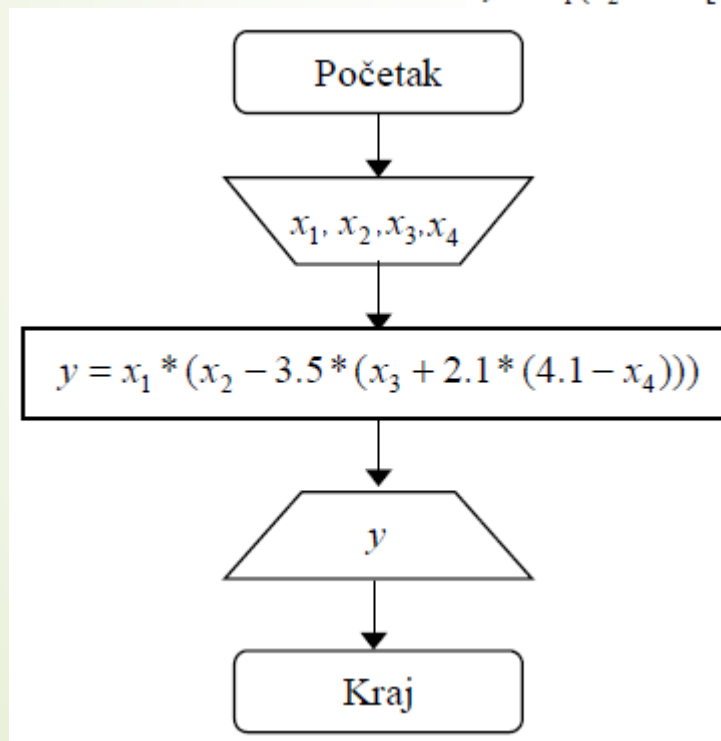 Početak
x₁, x₂,x₃,x₄
y = x₁ * (x₂ − 3.5 * (x₃ + 2.1 * (4.1 − x₄)))
y
Kraj